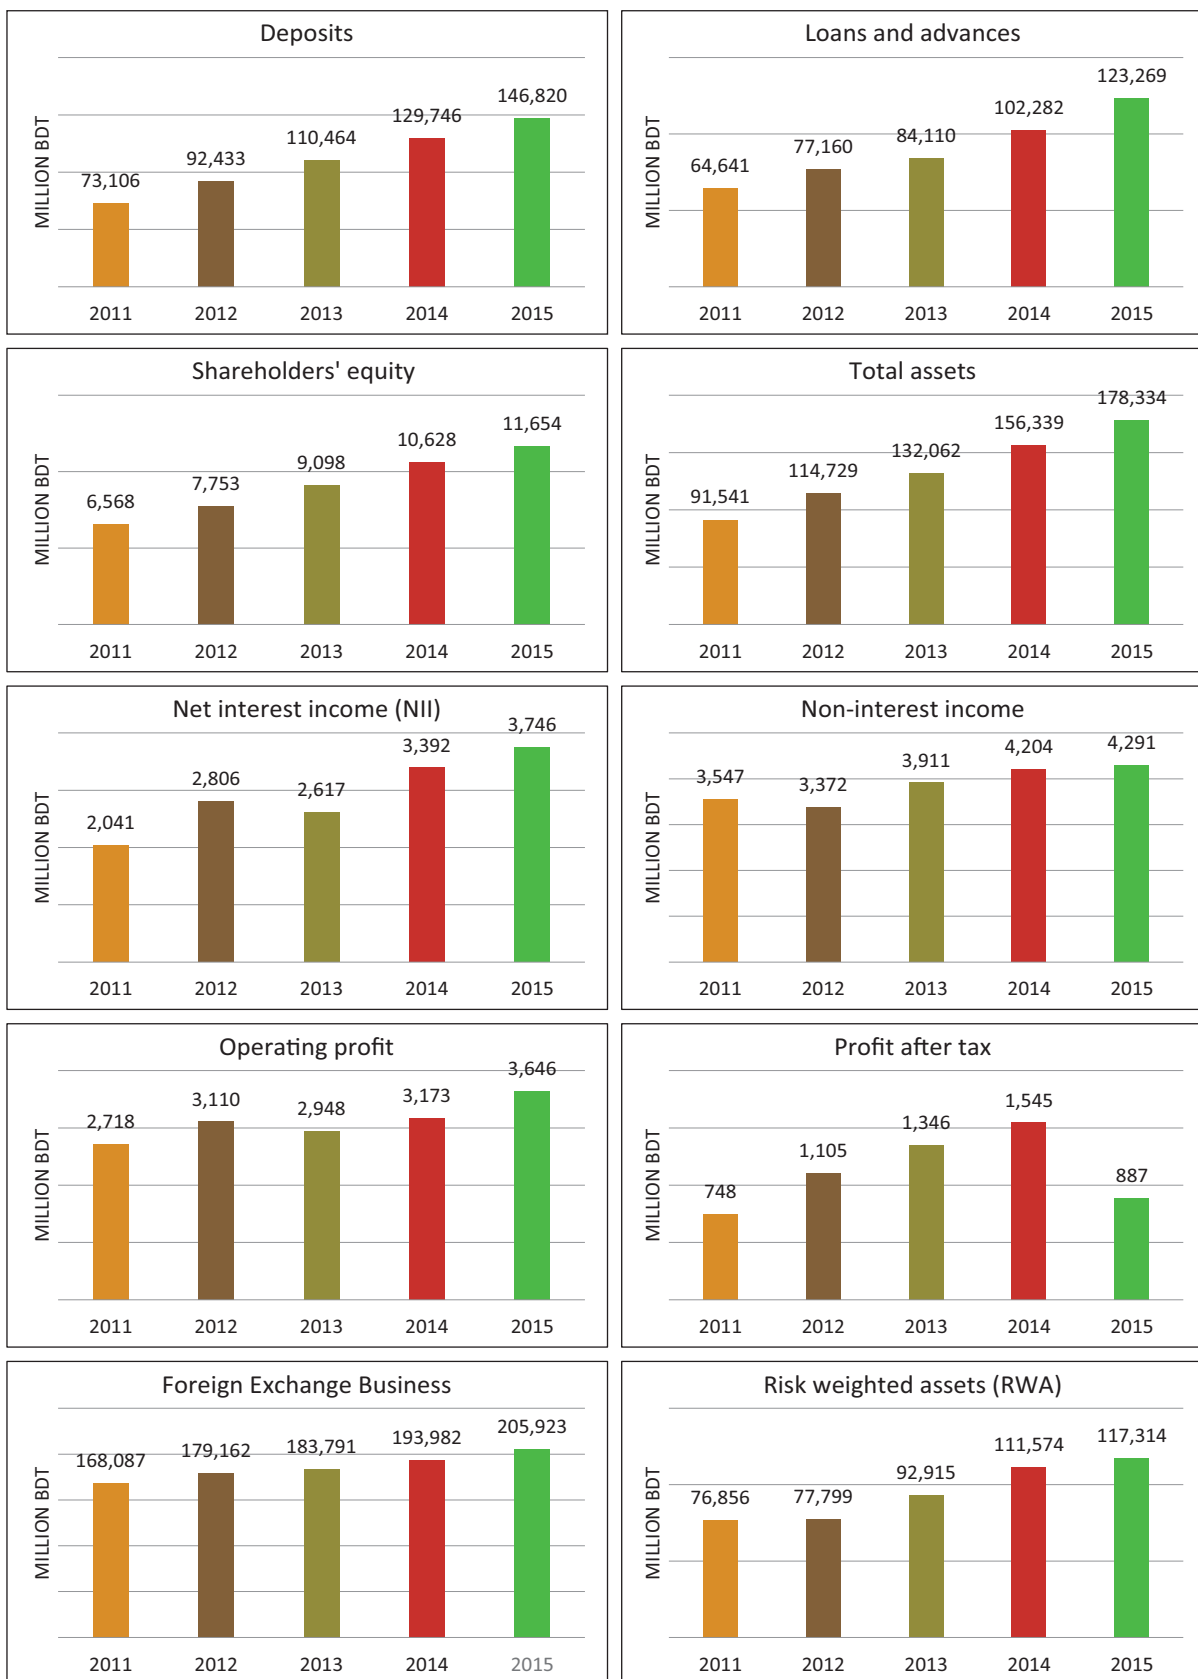 Deposits
MILLION BDT
73,106
92,433
110,464
129,746
146,820
2011 2012 2013 2014 2015
Loans and advances
MILLION BDT
64,641
77,160
84,110
102,282
123,269
2011 2012 2013 2014 2015
Shareholders' equity
MILLION BDT
6,568
7,753
9,098
10,628
11,654
2011 2012 2013 2014 2015
Total assets
MILLION BDT
91,541
114,729
132,062
156,339
178,334
2011 2012 2013 2014 2015
Net interest income (NII)
MILLION BDT
2,041
2,806
2,617
3,392
3,746
2011 2012 2013 2014 2015
Non-interest income
MILLION BDT
3,547
3,372
3,911
4,204
4,291
2011 2012 2013 2014 2015
Operating profit
MILLION BDT
2,718
3,110
2,948
3,173
3,646
2011 2012 2013 2014 2015
Profit after tax
MILLION BDT
748
1,105
1,346
1,545
887
2011 2012 2013 2014 2015
Foreign Exchange Business
MILLION BDT
168,087
179,162
183,791
193,982
205,923
2011 2012 2013 2014 2015
Risk weighted assets (RWA)
MILLION BDT
76,856
77,799
92,915
111,574
117,314
2011 2012 2013 2014 2015